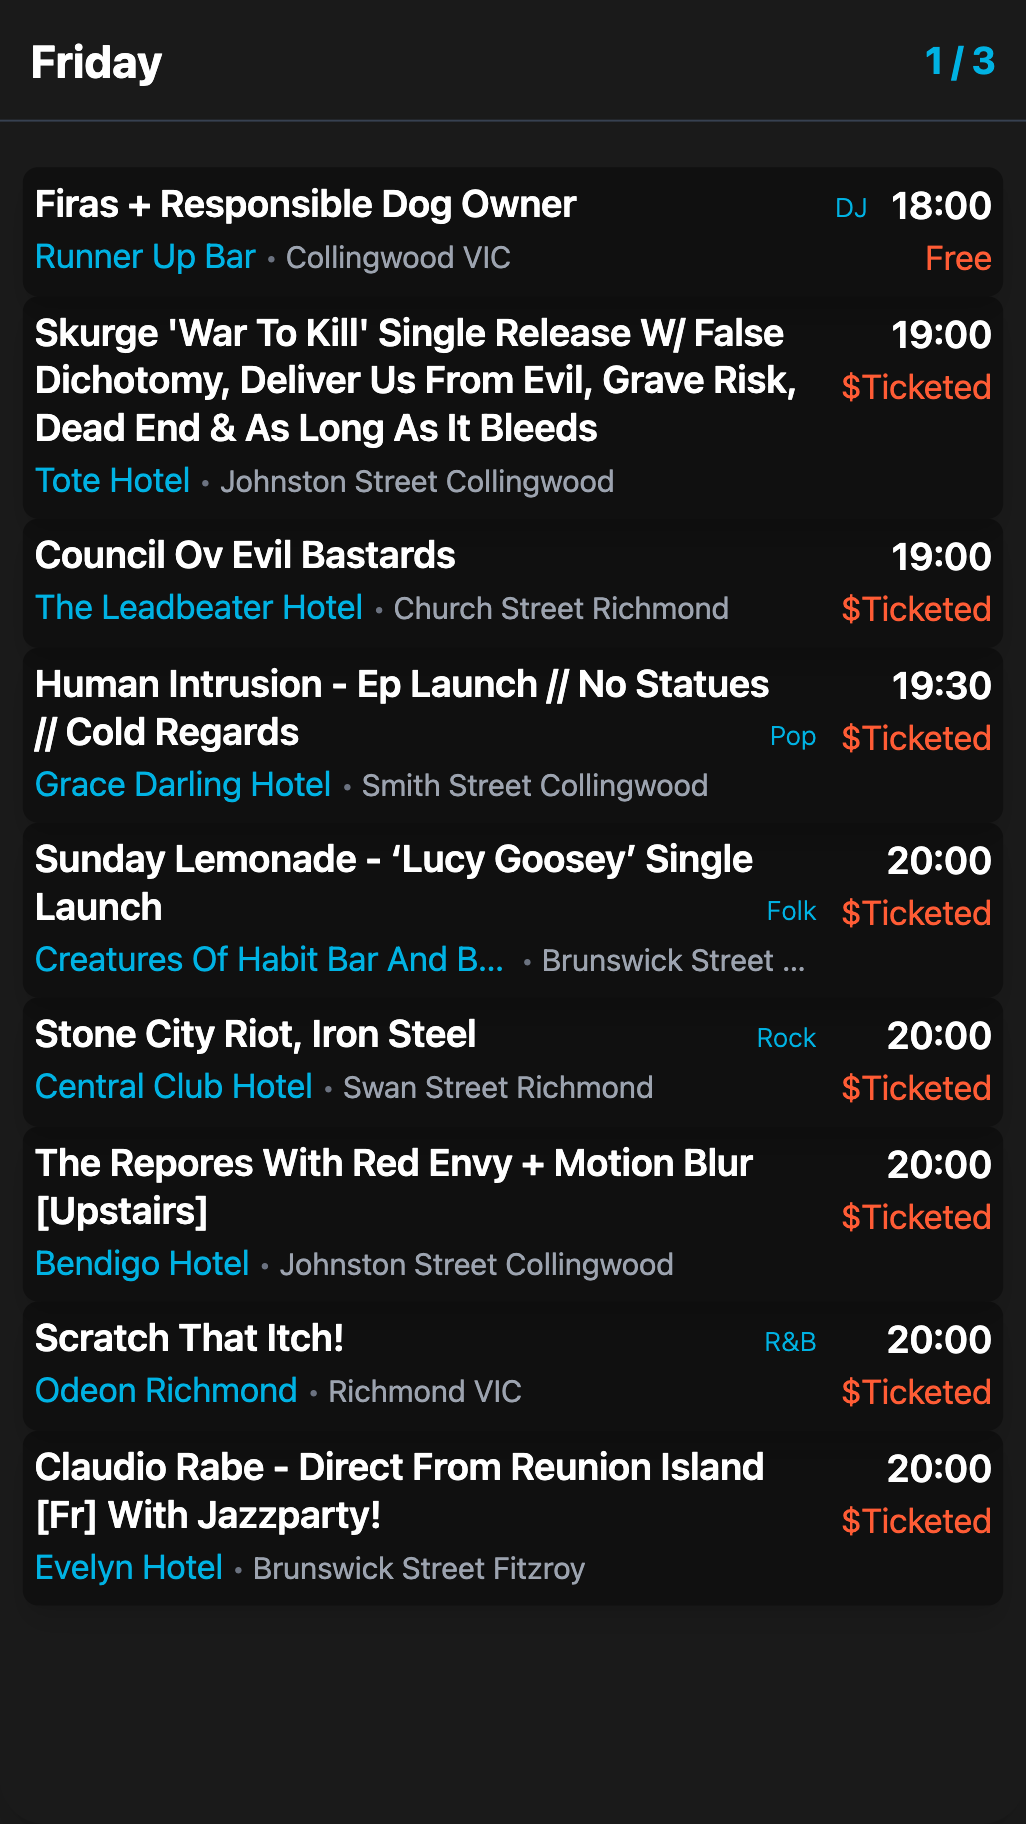 Friday
1 / 3
Firas + Responsible Dog Owner
DJ
18:00
Runner Up Bar • Collingwood VIC
Free
Skurge 'War To Kill' Single Release W/ False
19:00
Dichotomy, Deliver Us From Evil, Grave Risk,
$Ticketed
Dead End & As Long As It Bleeds
Tote Hotel • Johnston Street Collingwood
Council Ov Evil Bastards
19:00
The Leadbeater Hotel • Church Street Richmond
$Ticketed
Human Intrusion - Ep Launch // No Statues
19:30
// Cold Regards
Pop
$Ticketed
Grace Darling Hotel • Smith Street Collingwood
Sunday Lemonade - ‘Lucy Goosey’ Single
20:00
Launch
Folk
$Ticketed
Creatures Of Habit Bar And B... • Brunswick Street ...
Stone City Riot, Iron Steel
Rock
20:00
Central Club Hotel • Swan Street Richmond
$Ticketed
The Repores With Red Envy + Motion Blur
20:00
[Upstairs]
$Ticketed
Bendigo Hotel • Johnston Street Collingwood
Scratch That Itch!
R&B
20:00
Odeon Richmond • Richmond VIC
$Ticketed
Claudio Rabe - Direct From Reunion Island
20:00
[Fr] With Jazzparty!
$Ticketed
Evelyn Hotel • Brunswick Street Fitzroy